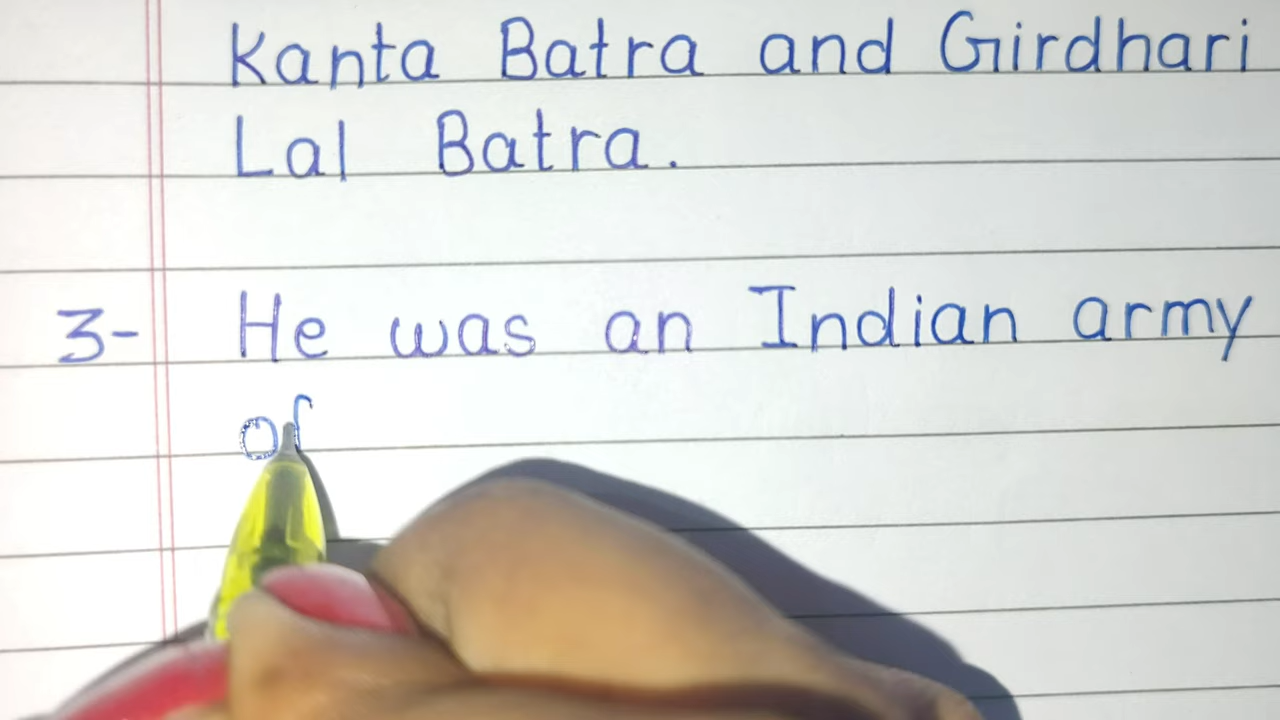 Kanta Batra and Girdhari
Lal Batra.
3- He was an Indian army
of